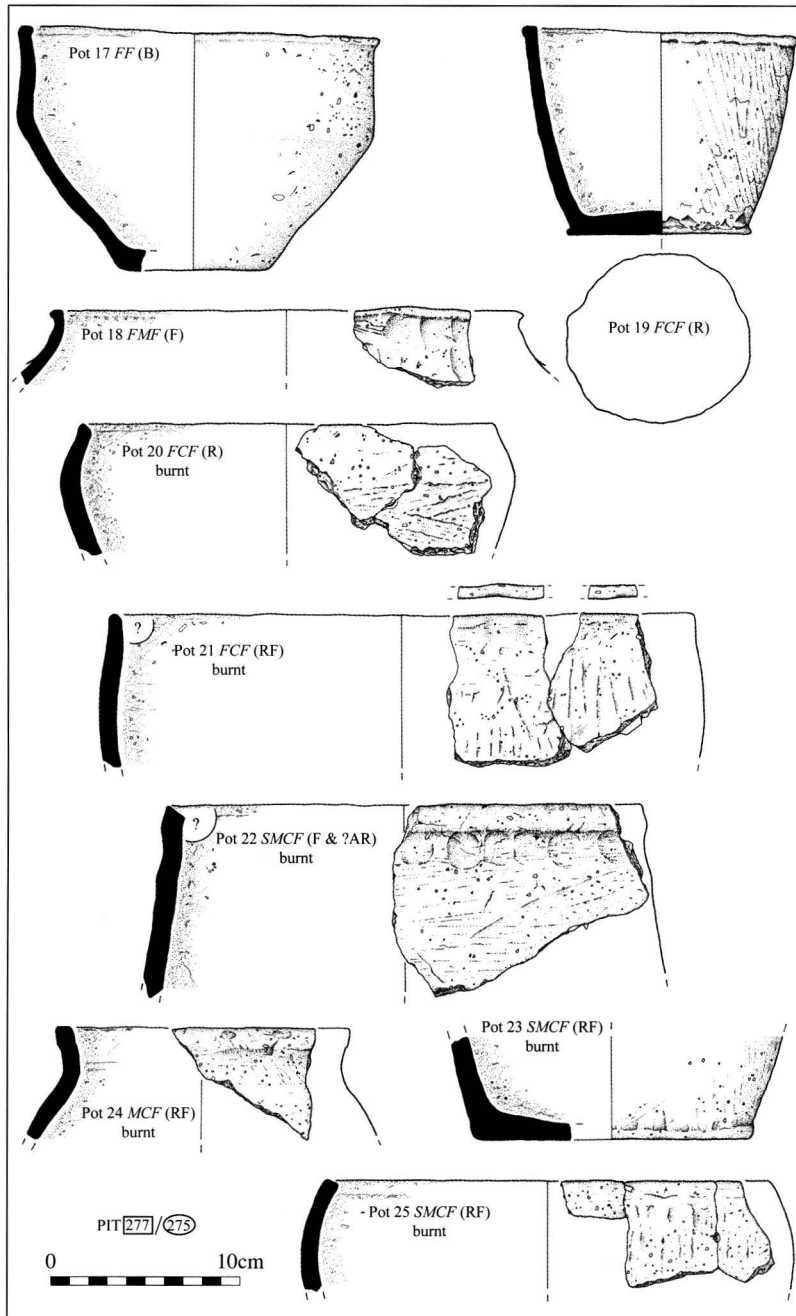 Pot 17 FF (B)
Pot 18 FMF (F)
Pot 19 FCF (R)
Pot 20 FCF (R)
burnt
?
Pot 21 FCF (RF)
burnt
?
Pot 22 SMCF (F & ?AR)
burnt
Pot 23 SMCF (RF)
burnt
Pot 24 MCF (RF)
burnt
Pot 25 SMCF (RF)
burnt
PIT 277/275
0 10cm